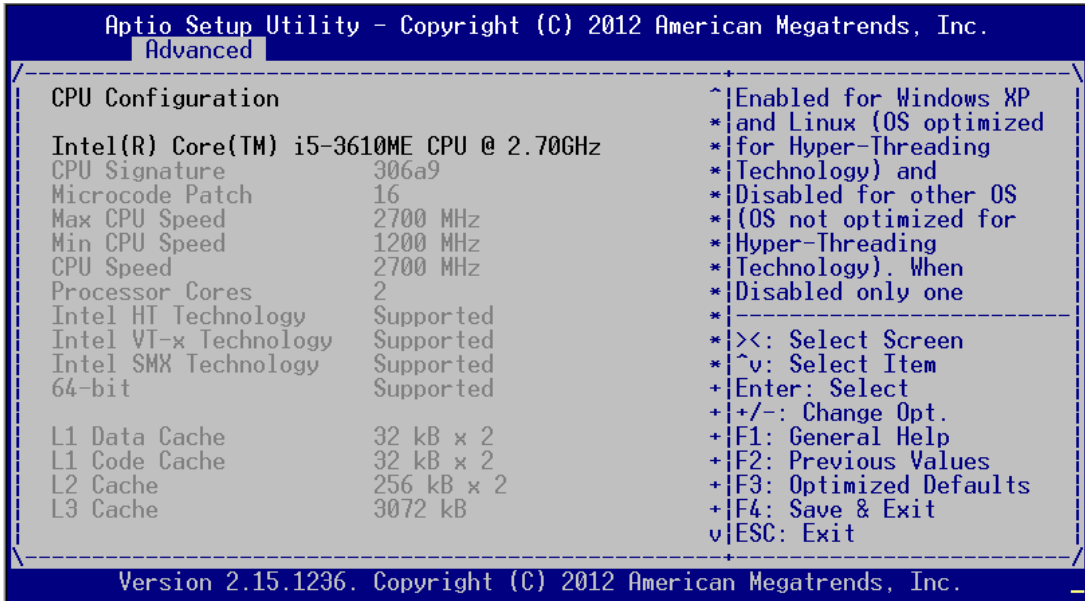 Aptio Setup Utility - Copyright (C) 2012 American Megatrends, Inc.
Advanced
CPU Configuration
Intel(R) Core(TM) i5-3610ME CPU @ 2.70GHz
CPU Signature 306a9
Microcode Patch 16
Max CPU Speed 2700 MHz
Min CPU Speed 1200 MHz
CPU Speed 2700 MHz
Processor Cores 2
Intel HT Technology Supported
Intel VT-x Technology Supported
Intel SMX Technology Supported
64-bit Supported
L1 Data Cache 32 kB x 2
L1 Code Cache 32 kB x 2
L2 Cache 256 kB x 2
L3 Cache 3072 kB
Enabled for Windows XP
and Linux (OS optimized
for Hyper-Threading
Technology) and
Disabled for other OS
(OS not optimized for
Hyper-Threading
Technology). When
Disabled only one
><: Select Screen
^v: Select Item
Enter: Select
+/-: Change Opt.
F1: General Help
F2: Previous Values
F3: Optimized Defaults
F4: Save & Exit
ESC: Exit
Version 2.15.1236. Copyright (C) 2012 American Megatrends, Inc.